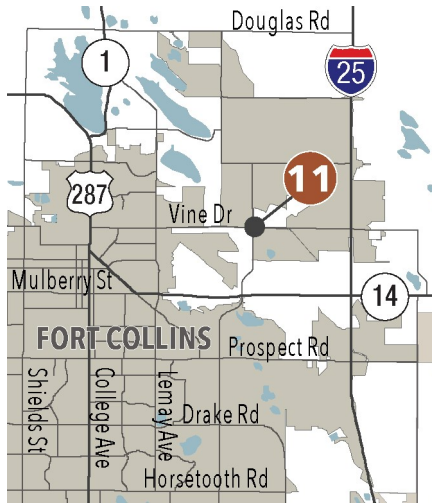 Douglas Rd
1
25
287
11
Vine Dr
Mulberry St
14
FORT COLLINS
Prospect Rd
Shields St
College Ave
Lemay Ave
Drake Rd
Horsetooth Rd